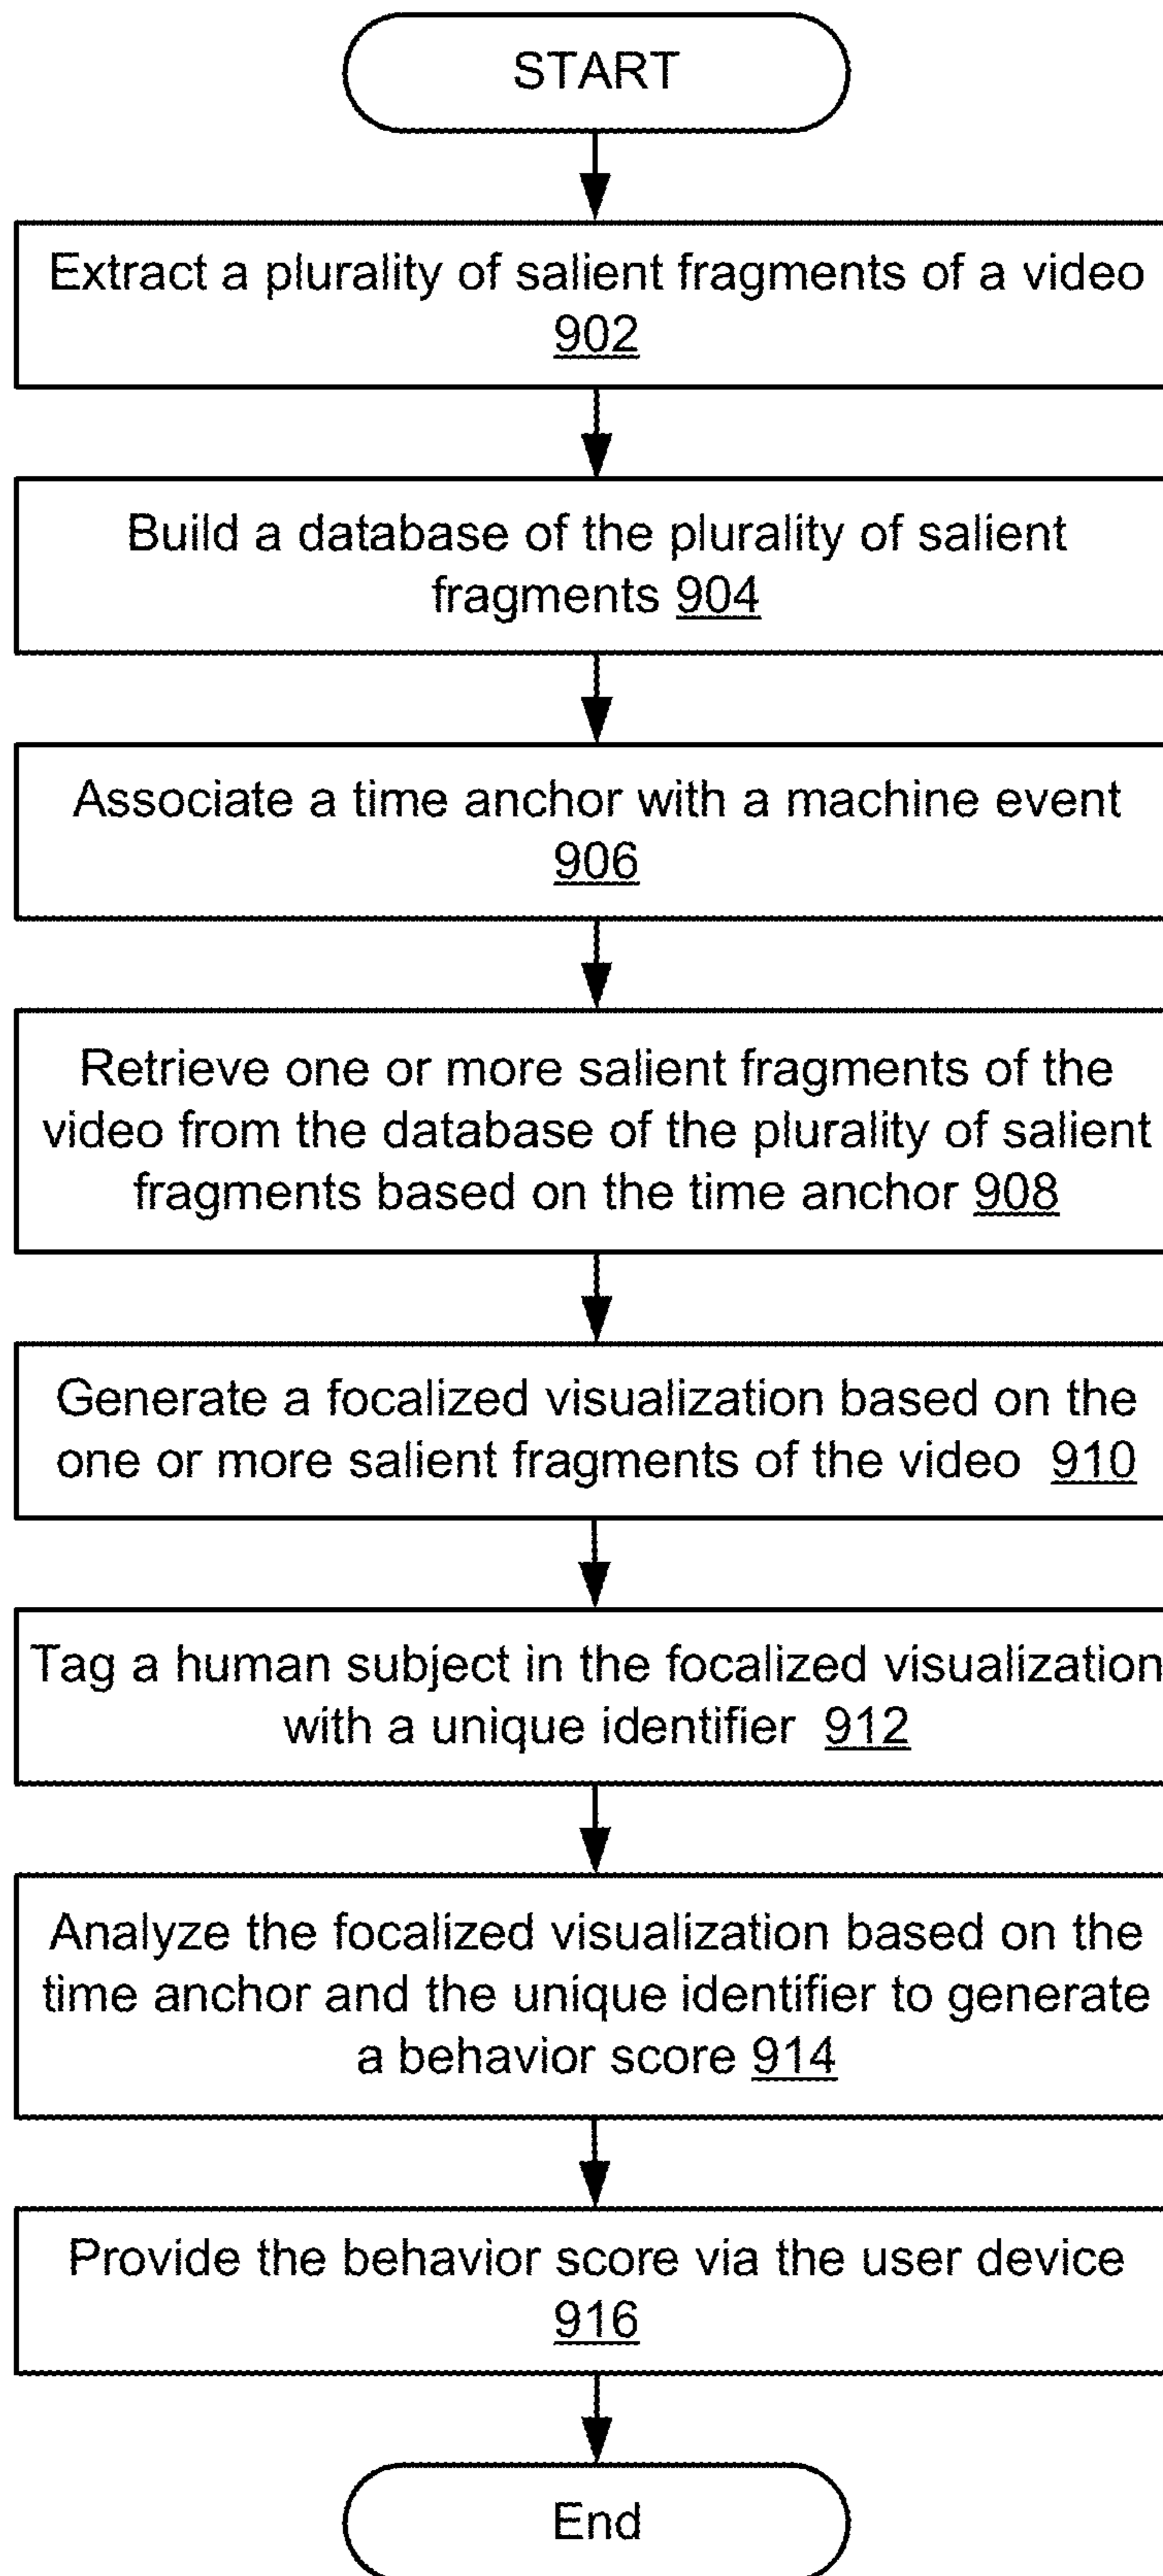 START
Extract a plurality of salient fragments of a video
902
Build a database of the plurality of salient
fragments 904
Associate a time anchor with a machine event
906
Retrieve one or more salient fragments of the
video from the database of the plurality of salient
fragments based on the time anchor 908
Generate a focalized visualization based on the
one or more salient fragments of the video 910
Tag a human subject in the focalized visualization
with a unique identifier 912
Analyze the focalized visualization based on the
time anchor and the unique identifier to generate
a behavior score 914
Provide the behavior score via the user device
916
End